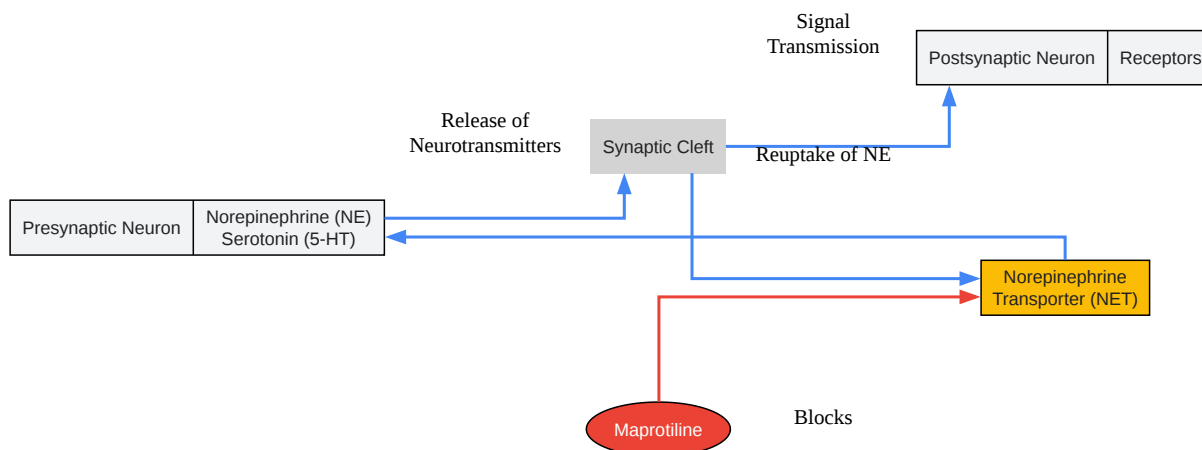 Signal
Transmission
Postsynaptic Neuron
Receptors
Release of
Neurotransmitters
Synaptic Cleft
Reuptake of NE
Presynaptic Neuron
Norepinephrine (NE)
Serotonin (5-HT)
Norepinephrine
Transporter (NET)
Maprotiline
Blocks